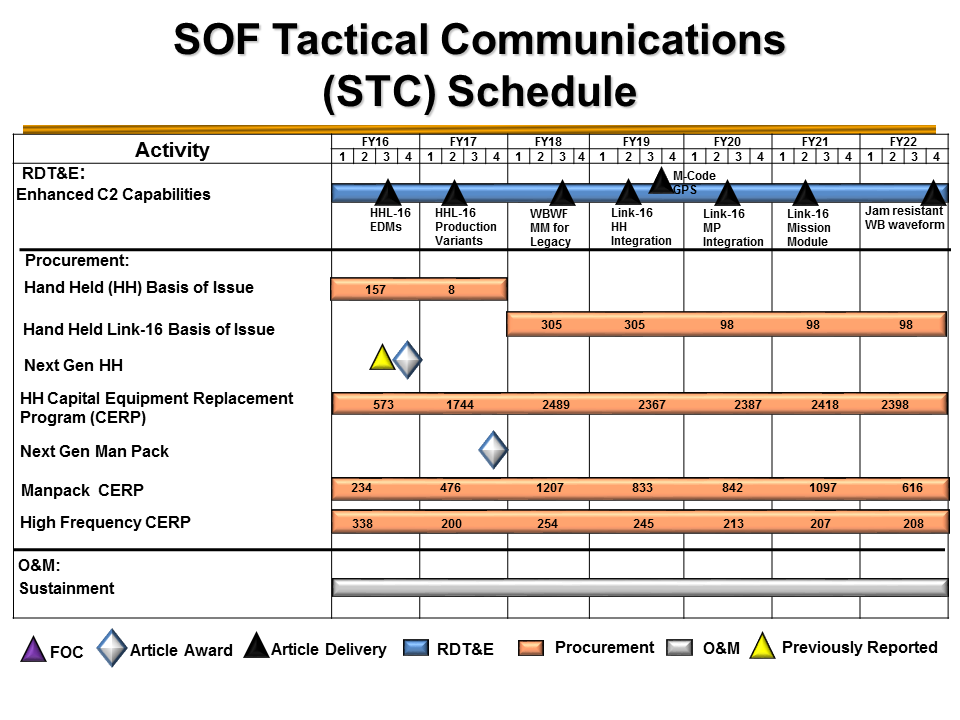 SOF Tactical Communications
(STC) Schedule
Activity
FY16 FY17 FY18 FY19 FY20 FY21 FY22
1 2 3 4 1 2 3 4 1 2 3 4 1 2 3 4 1 2 3 4 1 2 3 4 1 2 3 4
RDT&E:
Enhanced C2 Capabilities
M-Code
GPS
HHL-16
EDMs
HHL-16
Production
Variants
WBWF
MM for
Legacy
Link-16
HH
Integration
Link-16
MP
Integration
Link-16
Mission
Module
Jam resistant
WB waveform
Procurement:
Hand Held (HH) Basis of Issue
157 8
Hand Held Link-16 Basis of Issue
305 305 98 98 98
Next Gen HH
HH Capital Equipment Replacement
Program (CERP)
573 1744 2489 2367 2387 2418 2398
Next Gen Man Pack
Manpack CERP
234 476 1207 833 842 1097 616
High Frequency CERP
338 200 254 245 213 207 208
O&M:
Sustainment
FOC
Article Award
Article Delivery
RDT&E
Procurement
O&M
Previously Reported